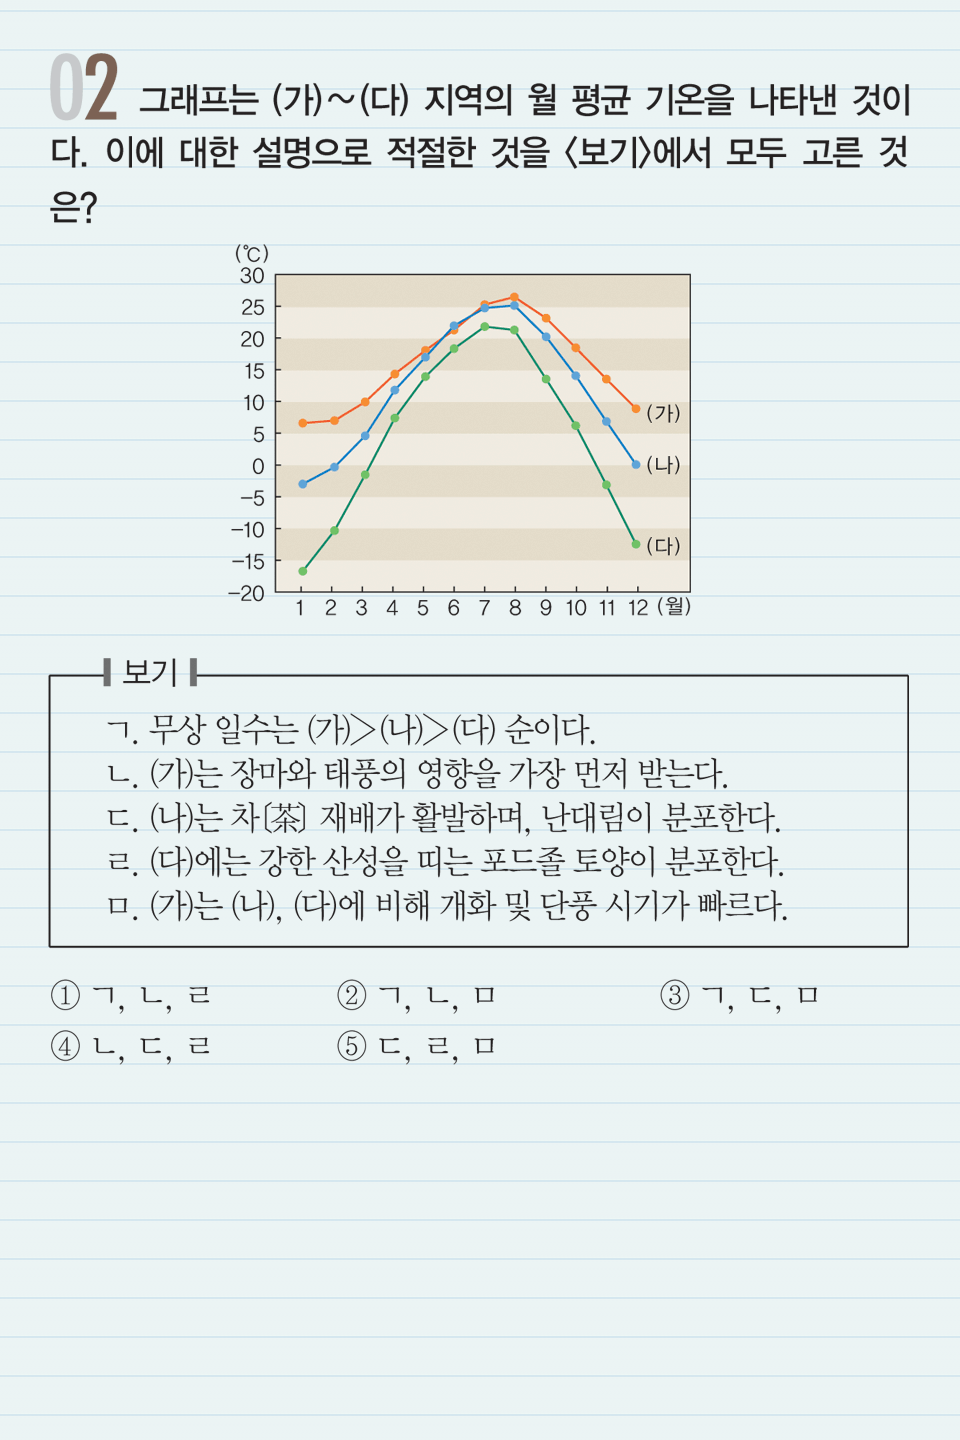 02 그래프는 (가)~(다) 지역의 월 평균 기온을 나타낸 것이
다. 이에 대한 설명으로 적절한 것을 〈보기〉에서 모두 고른 것
은?
(℃)
30
25
20
15
10
5
0
-5
-10
-15
-20
(가)
(나)
(다)
1 2 3 4 5 6 7 8 9 10 11 12 (월)
보기
ㄱ. 무상 일수는 (가)>(나)>(다) 순이다.
ㄴ. (가)는 장마와 태풍의 영향을 가장 먼저 받는다.
ㄷ. (나)는 차〔茶〕 재배가 활발하며, 난대림이 분포한다.
ㄹ. (다)에는 강한 산성을 띠는 포드졸 토양이 분포한다.
ㅁ. (가)는 (나), (다)에 비해 개화 및 단풍 시기가 빠르다.
① ㄱ, ㄴ, ㄹ ② ㄱ, ㄴ, ㅁ ③ ㄱ, ㄷ, ㅁ
④ ㄴ, ㄷ, ㄹ ⑤ ㄷ, ㄹ, ㅁ